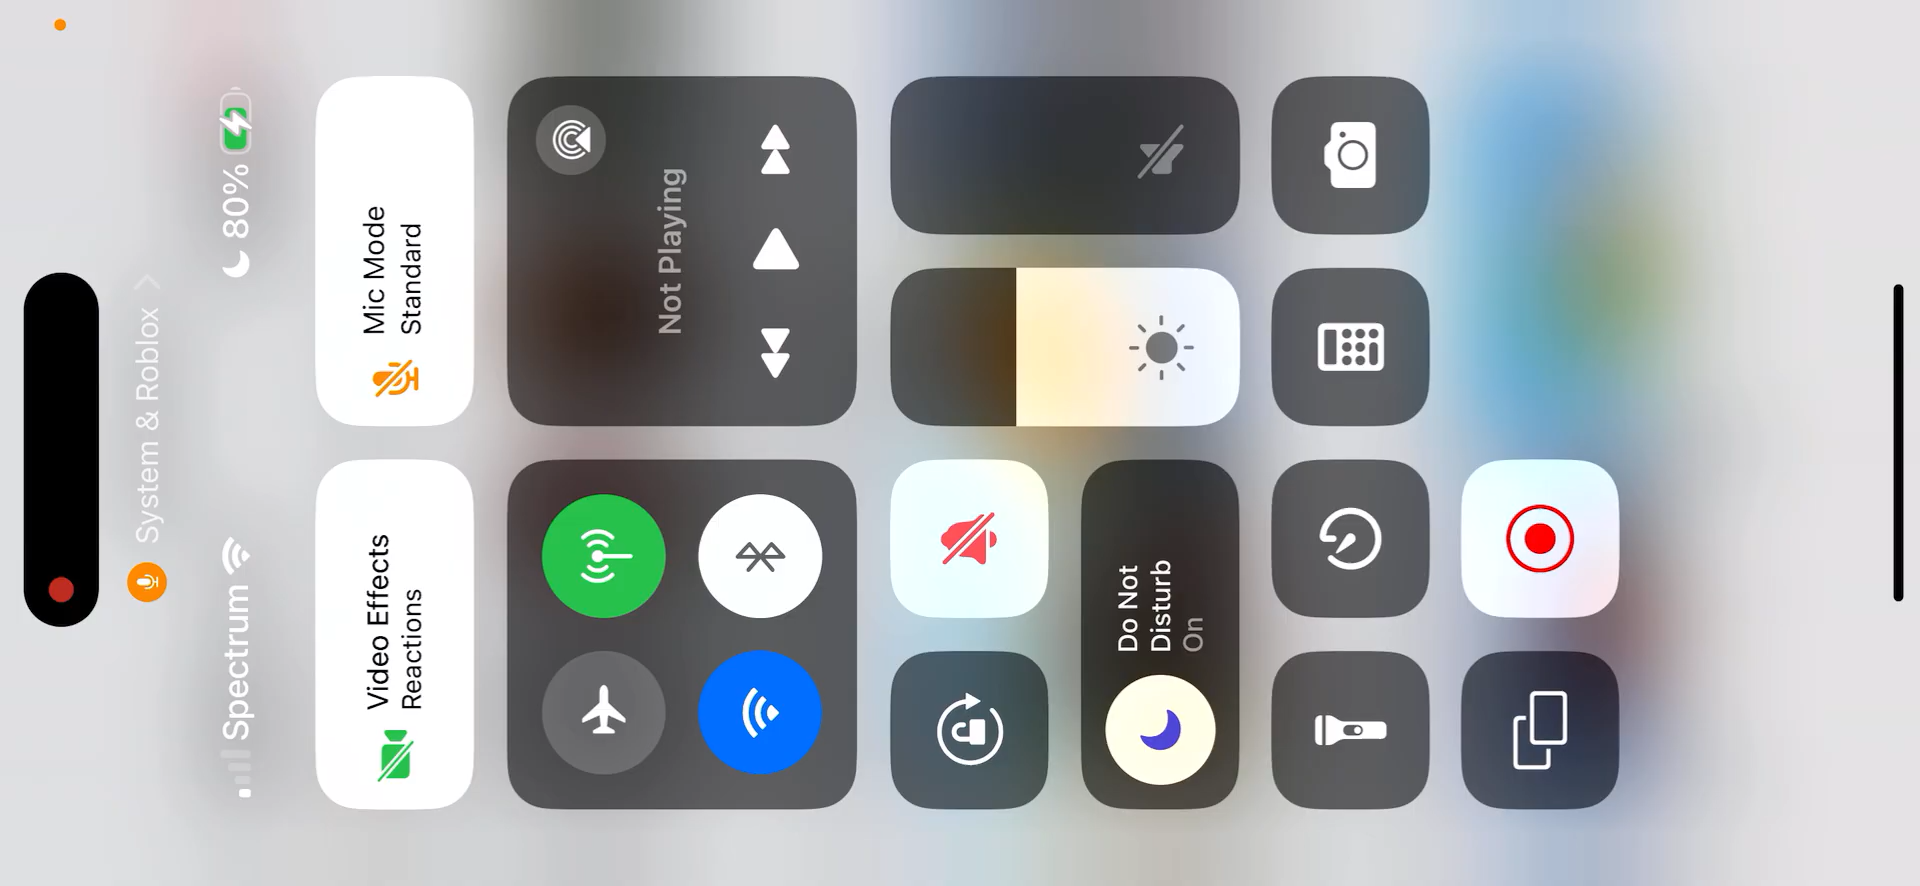 System & Roblox
Spectrum
80%
Video Effects
Reactions
Mic Mode
Standard
Not Playing
Do Not
Disturb
On